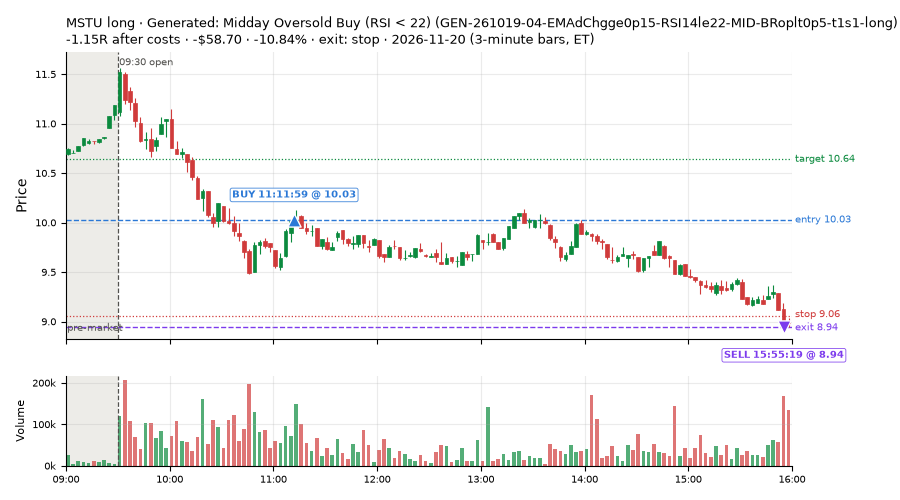 MSTU long · Generated: Midday Oversold Buy (RSI < 22) (GEN-261019-04-EMAdChgge0p15-RSI14le22-MID-BRoplt0p5-t1s1-long)
-1.15R after costs · -$58.70 · -10.84% · exit: stop · 2026-11-20 (3-minute bars, ET)
09:30 open
11.5
11.0
10.5
10.0
9.5
9.0
Price
target 10.64
BUY 11:11:59 @ 10.03
entry 10.03
stop 9.06
pre-market
exit 8.94
SELL 15:55:19 @ 8.94
200k
100k
0k
Volume
09:00
10:00
11:00
12:00
13:00
14:00
15:00
16:00